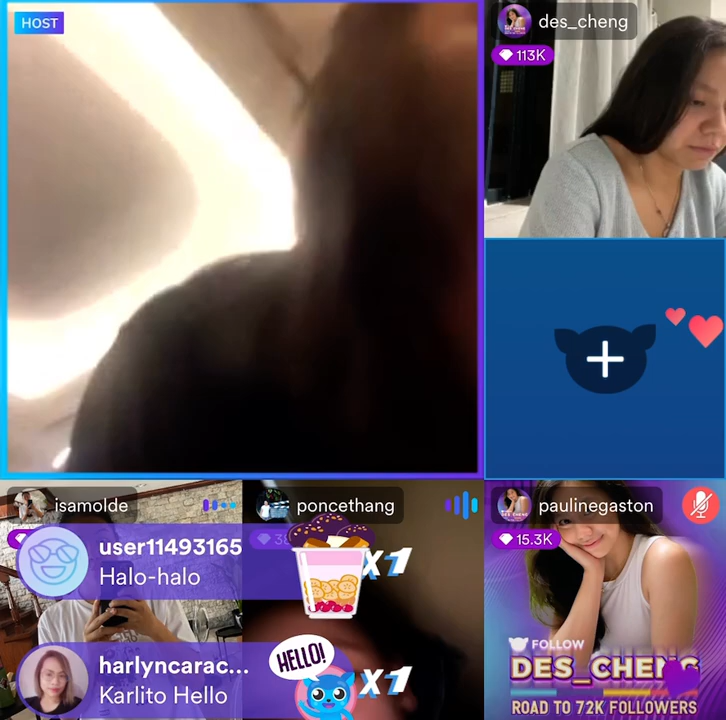 HOST
des_cheng
113K
isamolde
poncethang
paulinegaston
15.3K
user11493165
Halo-halo
X1
harlyncarac...
Karlito Hello
HELLO!
X1
FOLLOW
DES_CHENG
ROAD TO 72K FOLLOWERS